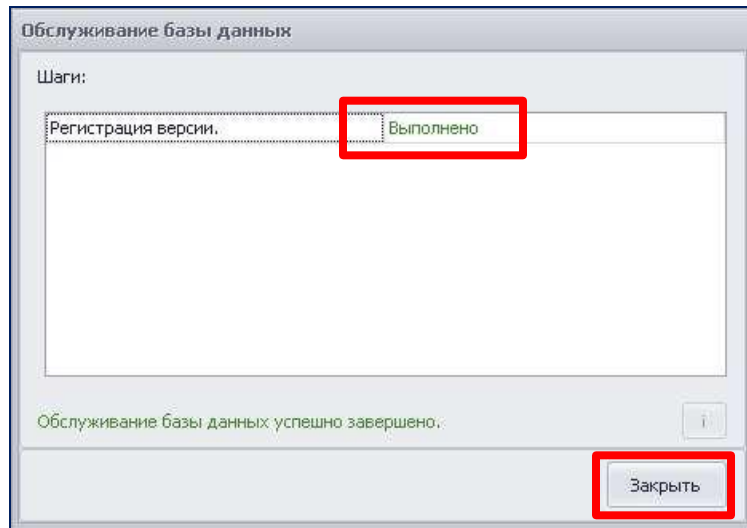 Обслуживание базы данных
Шаги:
Регистрация версии. Выполнено
Обслуживание базы данных успешно завершено.
i
Закрыть